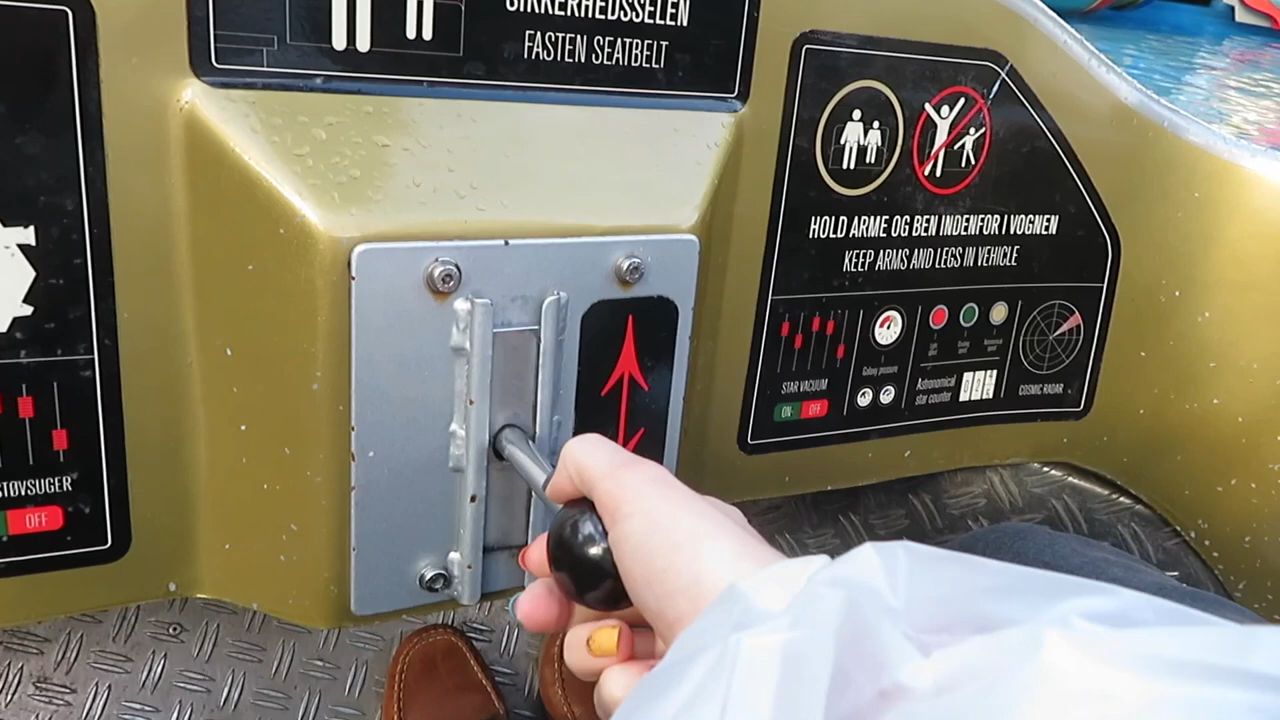 SIKKERHEDSSELEN
FASTEN SEATBELT
HOLD ARME OG BEN INDENFOR I VOGNEN
KEEP ARMS AND LEGS IN VEHICLE
STAR VACUUM
ON
OFF
Galaxy pressure
Astronomical
star counter
COSMIC RADAR
STØVSUGER
OFF